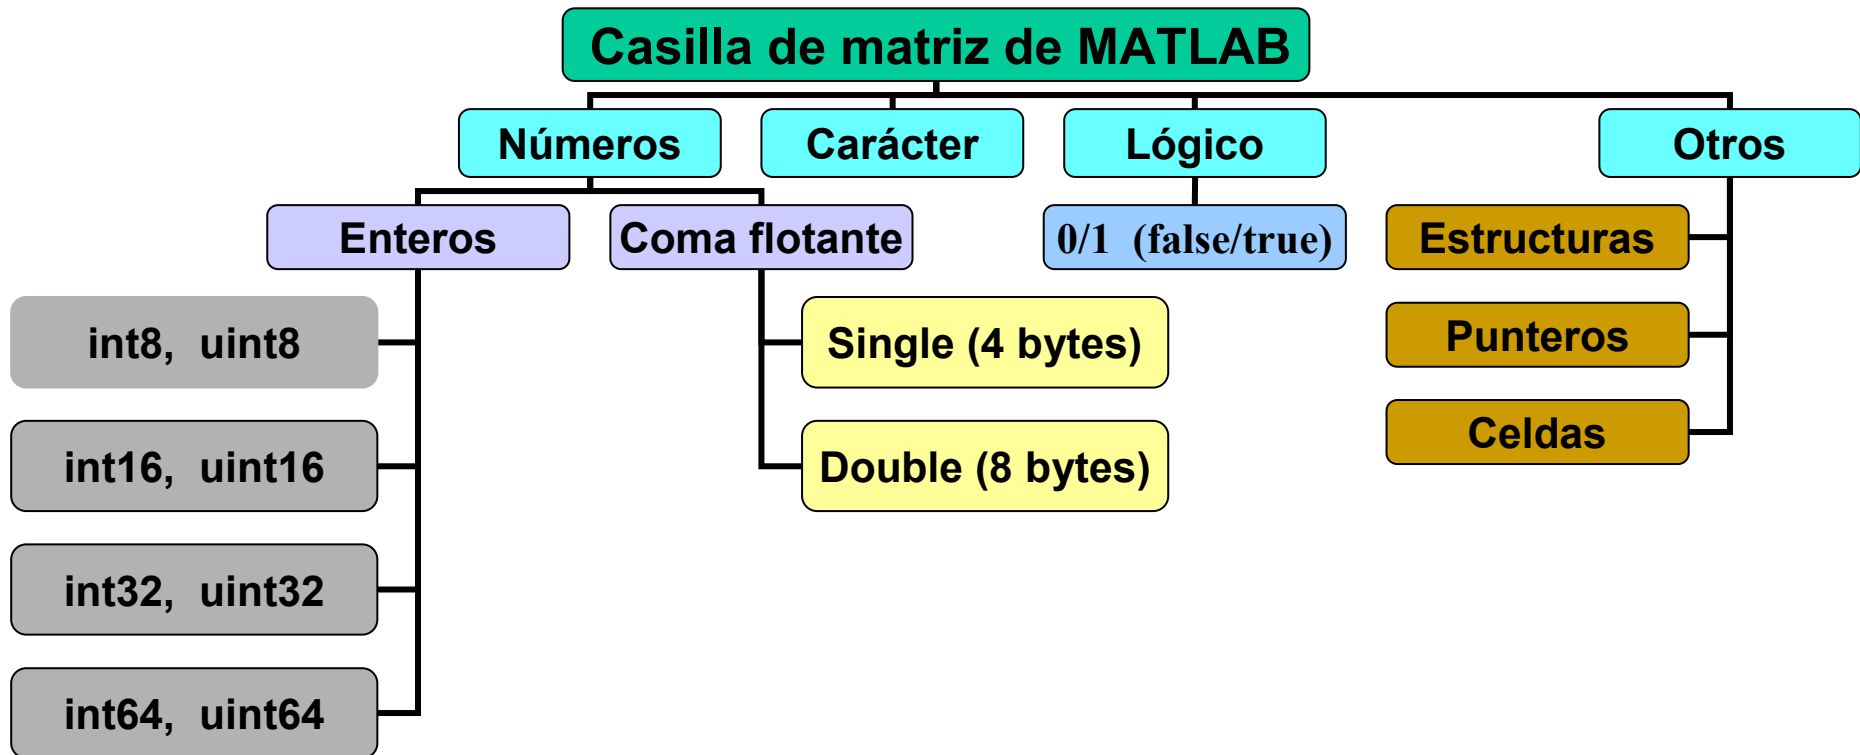 Casilla de matriz de MATLAB
Números
Carácter
Lógico
Otros
Enteros
Coma flotante
0/1 (false/true)
Estructuras
int8, uint8
Single (4 bytes)
Punteros
int16, uint16
Double (8 bytes)
Celdas
int32, uint32
int64, uint64